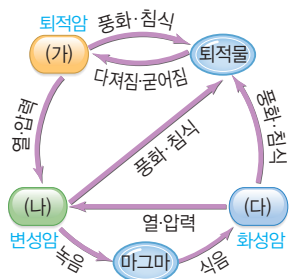 퇴적암
풍화·침식
(가)
퇴적물
다져짐·굳어짐
열·압력
풍화·침식
풍화·침식
(나)
열·압력
(다)
변성암
화성암
녹음
마그마
식음